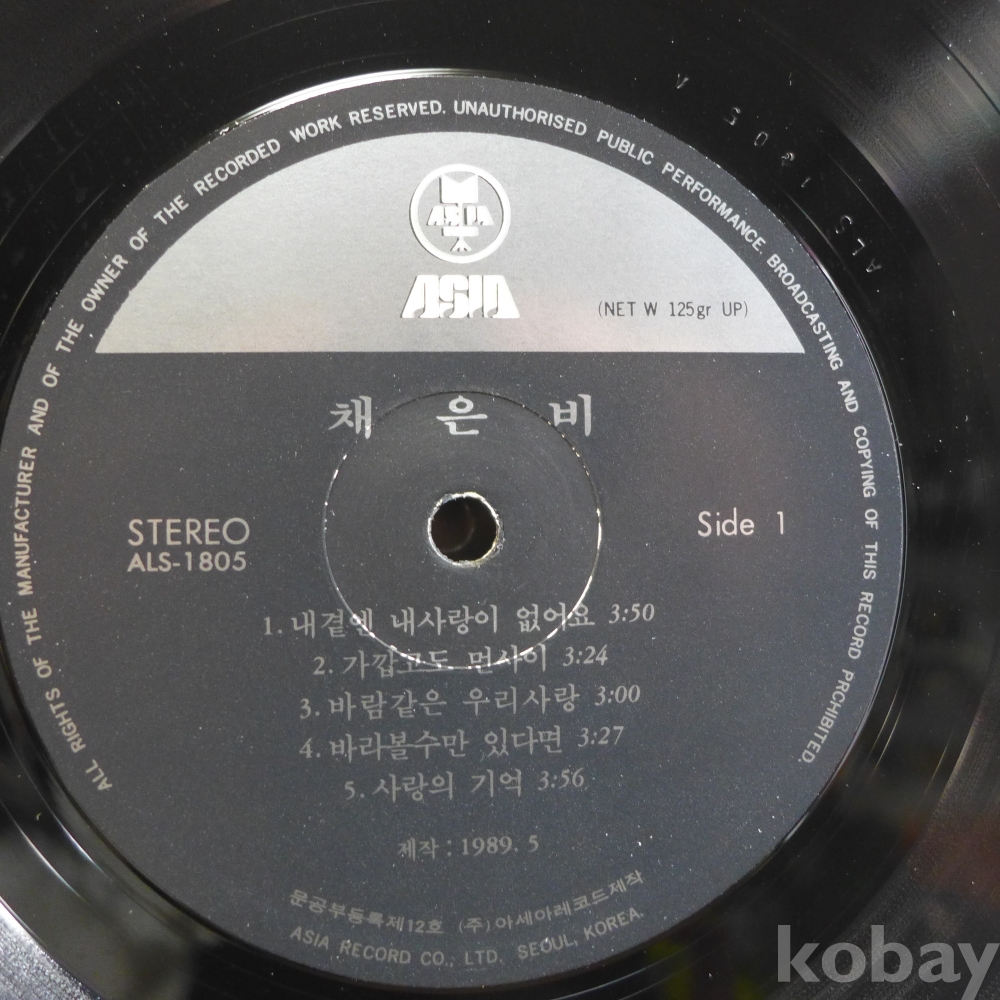 ALL RIGHTS OF THE MANUFACTURER AND OF THE OWNER OF THE RECORDED WORK RESERVED. UNAUTHORISED PUBLIC PERFORMANCE. BROADCASTING AND COPYING OF THIS RECORD PRCHIBITED.
ALS 1805 A
ASIA
ASIA
(NET W 125gr UP)
채 은 비
STEREO
ALS-1805
Side 1
1. 내곁엔 내사랑이 없어요 3:50
2. 가깝고도 먼사이 3:24
3. 바람같은 우리사랑 3:00
4. 바라볼수만 있다면 3:27
5. 사랑의 기억 3:56
제작 : 1989. 5
문공부등록제12호 (주)아세아레코드제작
ASIA RECORD CO., LTD. SEOUL, KOREA.
kobay